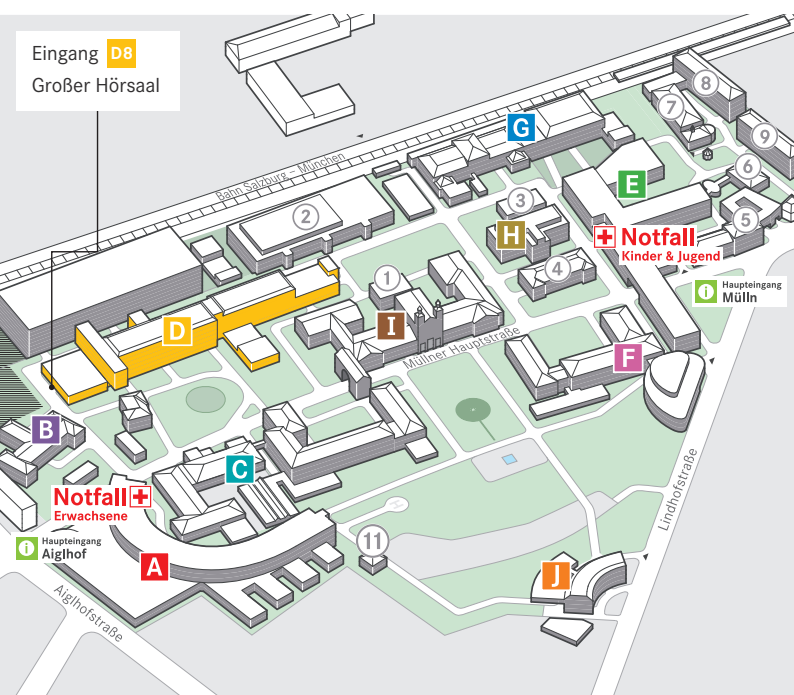 Eingang D8
Großer Hörsaal
Bahn Salzburg – München
8
7
9
G
6
E
5
3
2
H
Notfall
Kinder & Jugend
4
1
Haupteingang
Mülln
D
I
Müllner Hauptstraße
F
B
C
Notfall
Erwachsene
Lindhofstraße
Haupteingang
Aiglhof
11
A
J
Aiglhofstraße